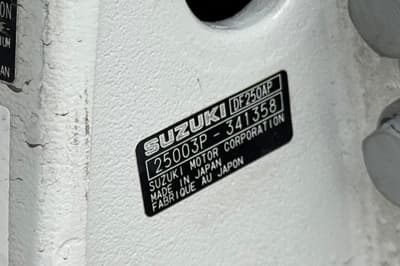 SUZUKI DF250AP
25003P-341358
SUZUKI MOTOR CORPORATION
MADE IN JAPAN
FABRIQUE AU JAPON